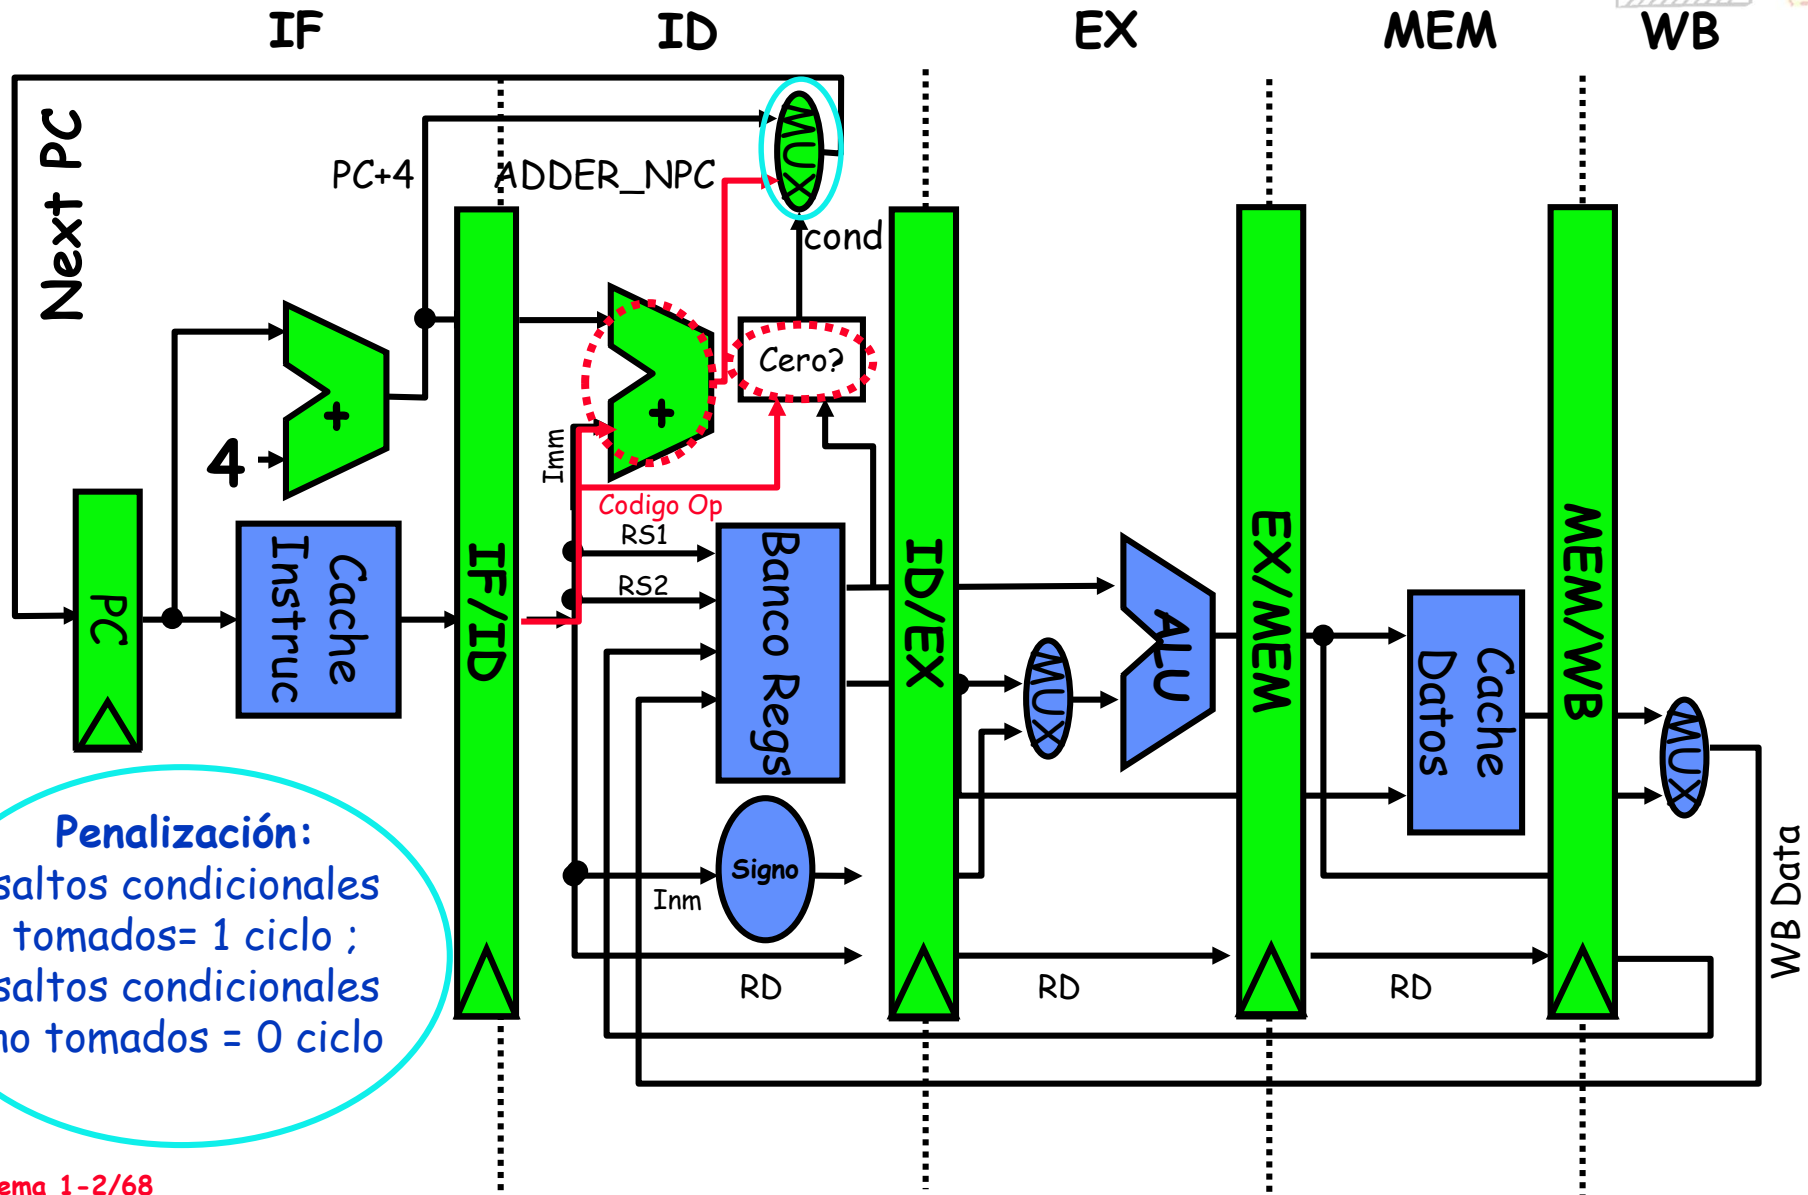 IF
ID
EX
MEM
WB
Next PC
PC+4
ADDER_NPC
MUX
cond
+
4
+
Cero?
Imm
Codigo Op
RS1
RS2
PC
Cache
Instruc
IF/ID
Banco Regs
ID/EX
MUX
ALU
EX/MEM
Cache
Datos
MEM/WB
MUX
Signo
Inm
RD
RD
RD
WB Data
Penalización:
saltos condicionales
tomados= 1 ciclo ;
saltos condicionales
no tomados = 0 ciclo
ema 1-2/68